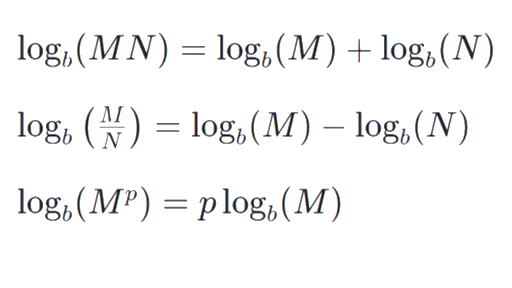 log_b(MN) = log_b(M) + log_b(N)
log_b(M/N) = log_b(M) − log_b(N)
log_b(M^p) = p log_b(M)